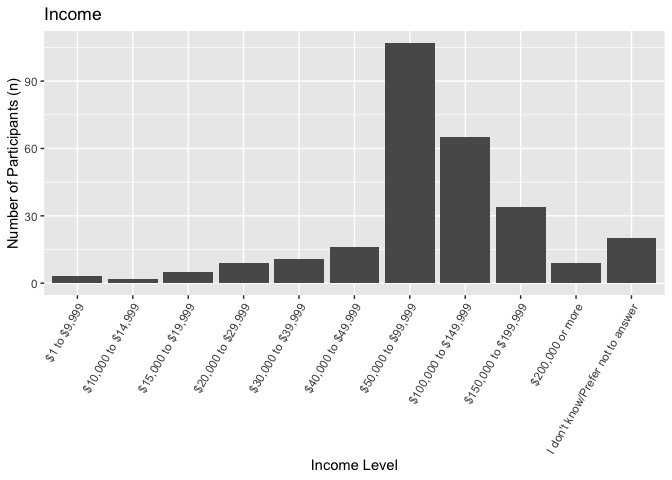 Income
Number of Participants (n)
90
60
30
0
$1 to $9,999
$10,000 to $14,999
$15,000 to $19,999
$20,000 to $29,999
$30,000 to $39,999
$40,000 to $49,999
$50,000 to $99,999
$100,000 to $149,999
$150,000 to $199,999
$200,000 or more
I don't know/Prefer not to answer
Income Level